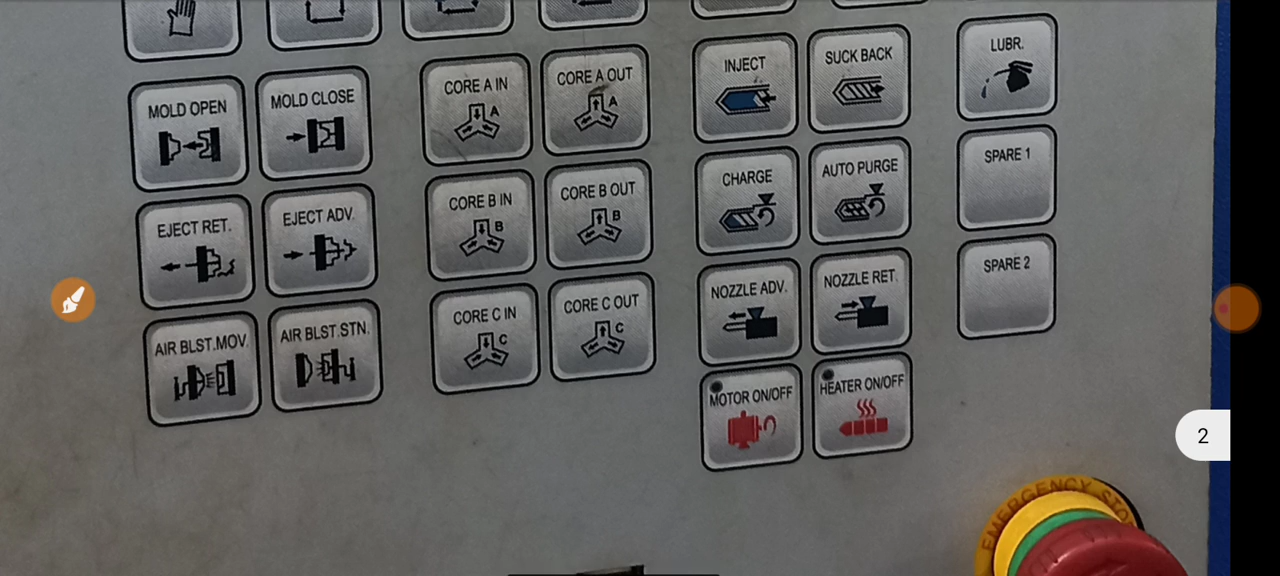 MOLD OPEN
MOLD CLOSE
CORE A IN
A
CORE A OUT
A
INJECT
SUCK BACK
LUBR.
EJECT RET.
EJECT ADV.
CORE B IN
B
CORE B OUT
B
CHARGE
AUTO PURGE
SPARE 1
AIR BLST.MOV.
AIR BLST.STN.
CORE C IN
C
CORE C OUT
C
NOZZLE ADV.
NOZZLE RET.
SPARE 2
MOTOR ON/OFF
HEATER ON/OFF
EMERGENCY STOP
2